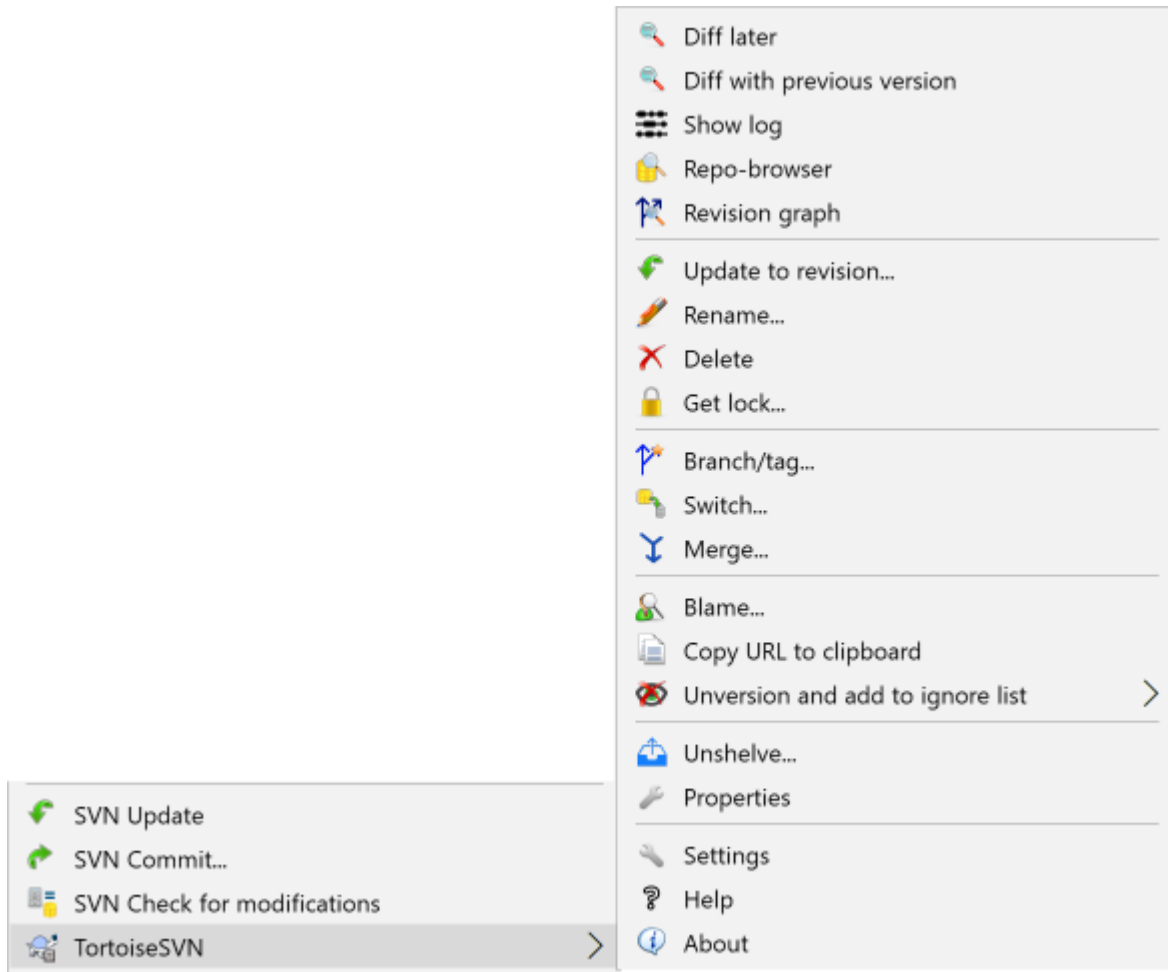 Diff later
Diff with previous version
Show log
Repo-browser
Revision graph
Update to revision...
Rename...
Delete
Get lock...
Branch/tag...
Switch...
Merge...
Blame...
Copy URL to clipboard
Unversion and add to ignore list
Unshelve...
Properties
Settings
Help
About
SVN Update
SVN Commit...
SVN Check for modifications
TortoiseSVN